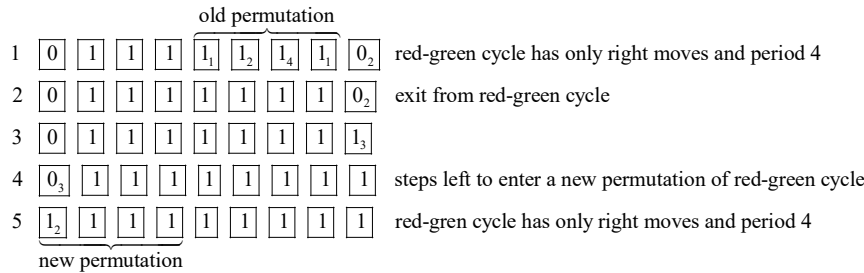 old permutation
1 0 1 1 1 1₁ 1₂ 1₄ 1₁ 0₂ red-green cycle has only right moves and period 4
2 0 1 1 1 1 1 1 1 0₂ exit from red-green cycle
3 0 1 1 1 1 1 1 1 1₃
4 0₃ 1 1 1 1 1 1 1 1 steps left to enter a new permutation of red-green cycle
5 1₂ 1 1 1 1 1 1 1 1 red-gren cycle has only right moves and period 4
new permutation